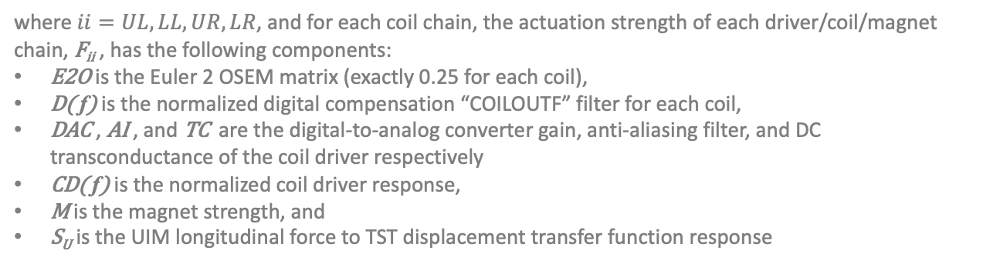 where ii = UL, LL, UR, LR, and for each coil chain, the actuation strength of each driver/coil/magnet
chain, F_ii, has the following components:
• E2O is the Euler 2 OSEM matrix (exactly 0.25 for each coil),
• D(f) is the normalized digital compensation “COILOUTF” filter for each coil,
• DAC, AI, and TC are the digital-to-analog converter gain, anti-aliasing filter, and DC
transconductance of the coil driver respectively
• CD(f) is the normalized coil driver response,
• M is the magnet strength, and
• S_U is the UIM longitudinal force to TST displacement transfer function response